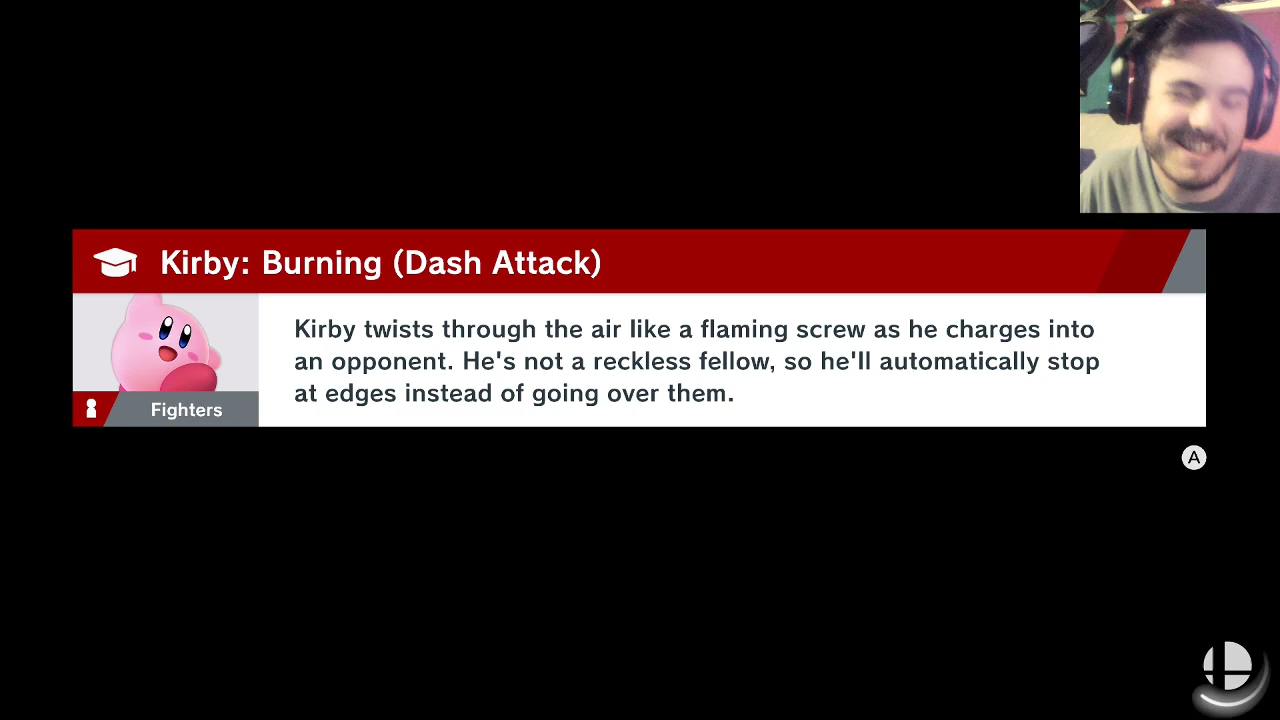 Kirby: Burning (Dash Attack)
Kirby twists through the air like a flaming screw as he charges into
an opponent. He's not a reckless fellow, so he'll automatically stop
at edges instead of going over them.
Fighters
A